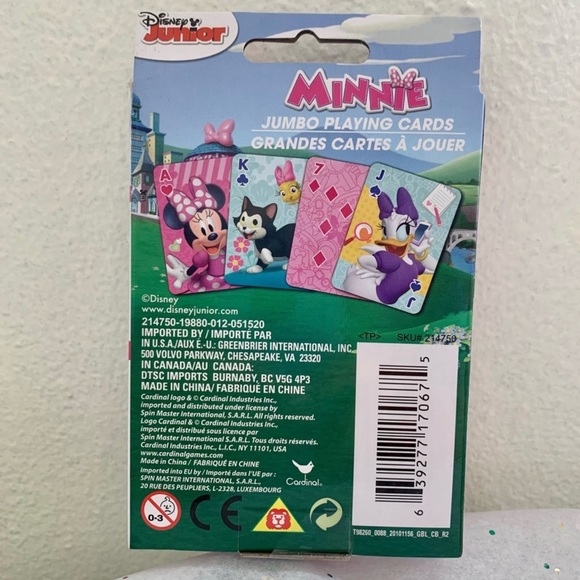 Disney
Junior
MINNIE
JUMBO PLAYING CARDS
GRANDES CARTES À JOUER
A
K
7
J
J
©Disney
www.disneyjunior.com
214750-19880-012-051520
IMPORTED BY / IMPORTÉ PAR
IN U.S.A./AUX É.-U.: GREENBRIER INTERNATIONAL, INC.
500 VOLVO PARKWAY, CHESAPEAKE, VA 23320
IN CANADA/AU CANADA:
DTSC IMPORTS BURNABY, BC V5G 4P3
MADE IN CHINA/ FABRIQUÉ EN CHINE
<TP> SKU# 214750
Cardinal logo & © Cardinal Industries Inc.
imported and distributed under license by
Spin Master International, S.A.R.L. All rights reserved.
Logo Cardinal & © Cardinal Industries Inc.,
importé et distribué sous licence par
Spin Master International S.A.R.L. Tous droits réservés.
Cardinal Industries Inc., L.I.C, NY 11101, USA
www.cardinalgames.com
Made in China / FABRIQUÉ EN CHINE
Imported into EU by / Importé dans l'UE par :
SPIN MASTER INTERNATIONAL, S.A.R.L.,
20 RUE DES PEUPLIERS, L-2328, LUXEMBOURG
Cardinal®
0-3
CE
6 39277 17067 5
T98260_0088_20101156_GBL_CB_R2